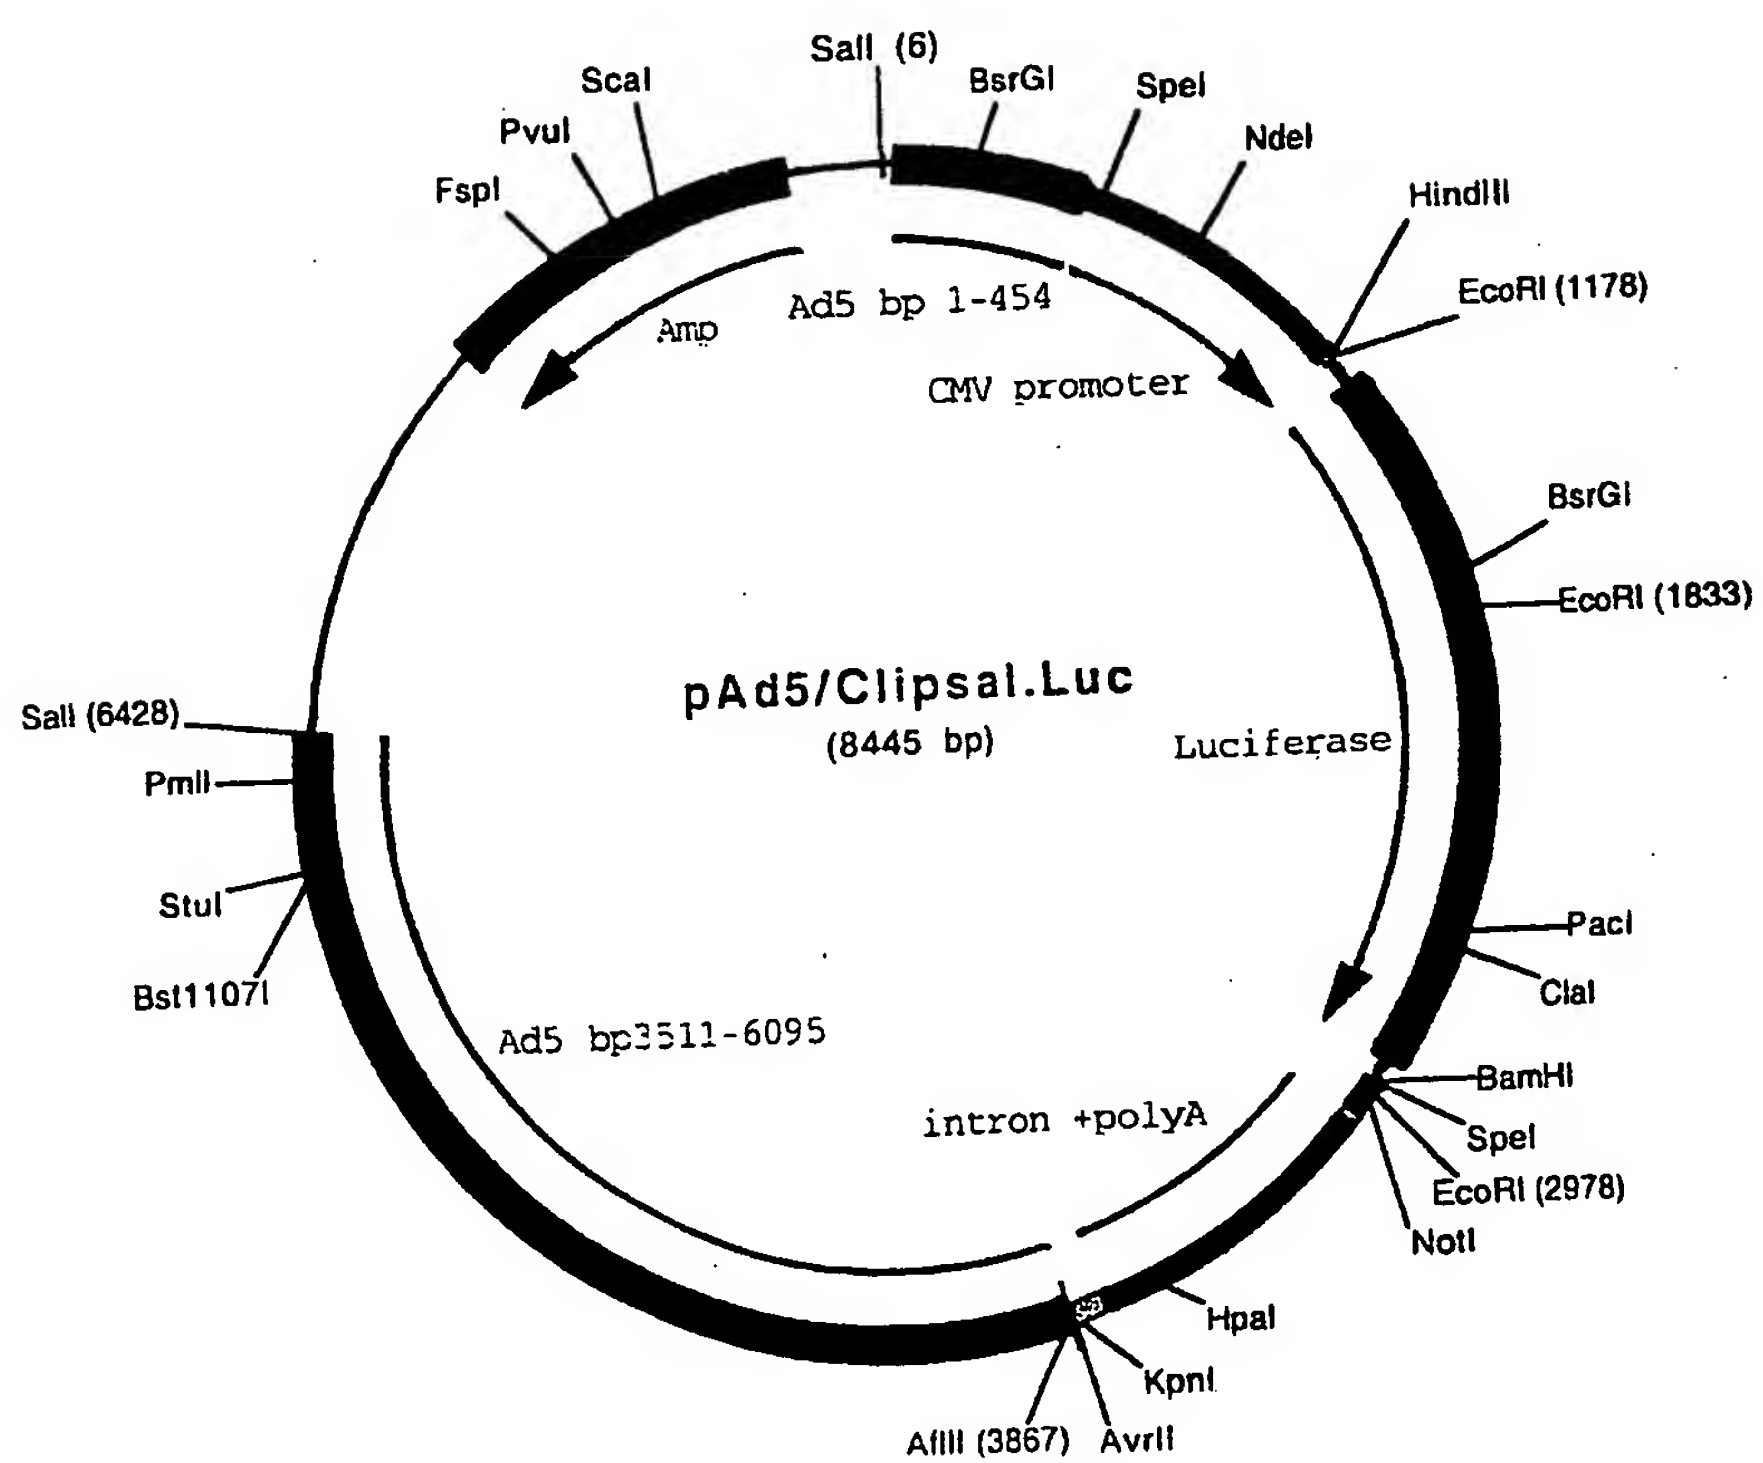 SalI (6)
BsrGI
SpeI
NdeI
HindIII
EcoRI (1178)
BsrGI
EcoRI (1833)
PacI
ClaI
BamHI
SpeI
EcoRI (2978)
NotI
HpaI
KpnI
AvrII
AflII (3867)
Bst1107I
StuI
PmlI
SalI (6428)
FspI
PvuI
ScaI
Amp
Ad5 bp 1-454
CMV promoter
pAd5/Clipsal.Luc
(8445 bp)
Luciferase
Ad5 bp3511-6095
intron +polyA